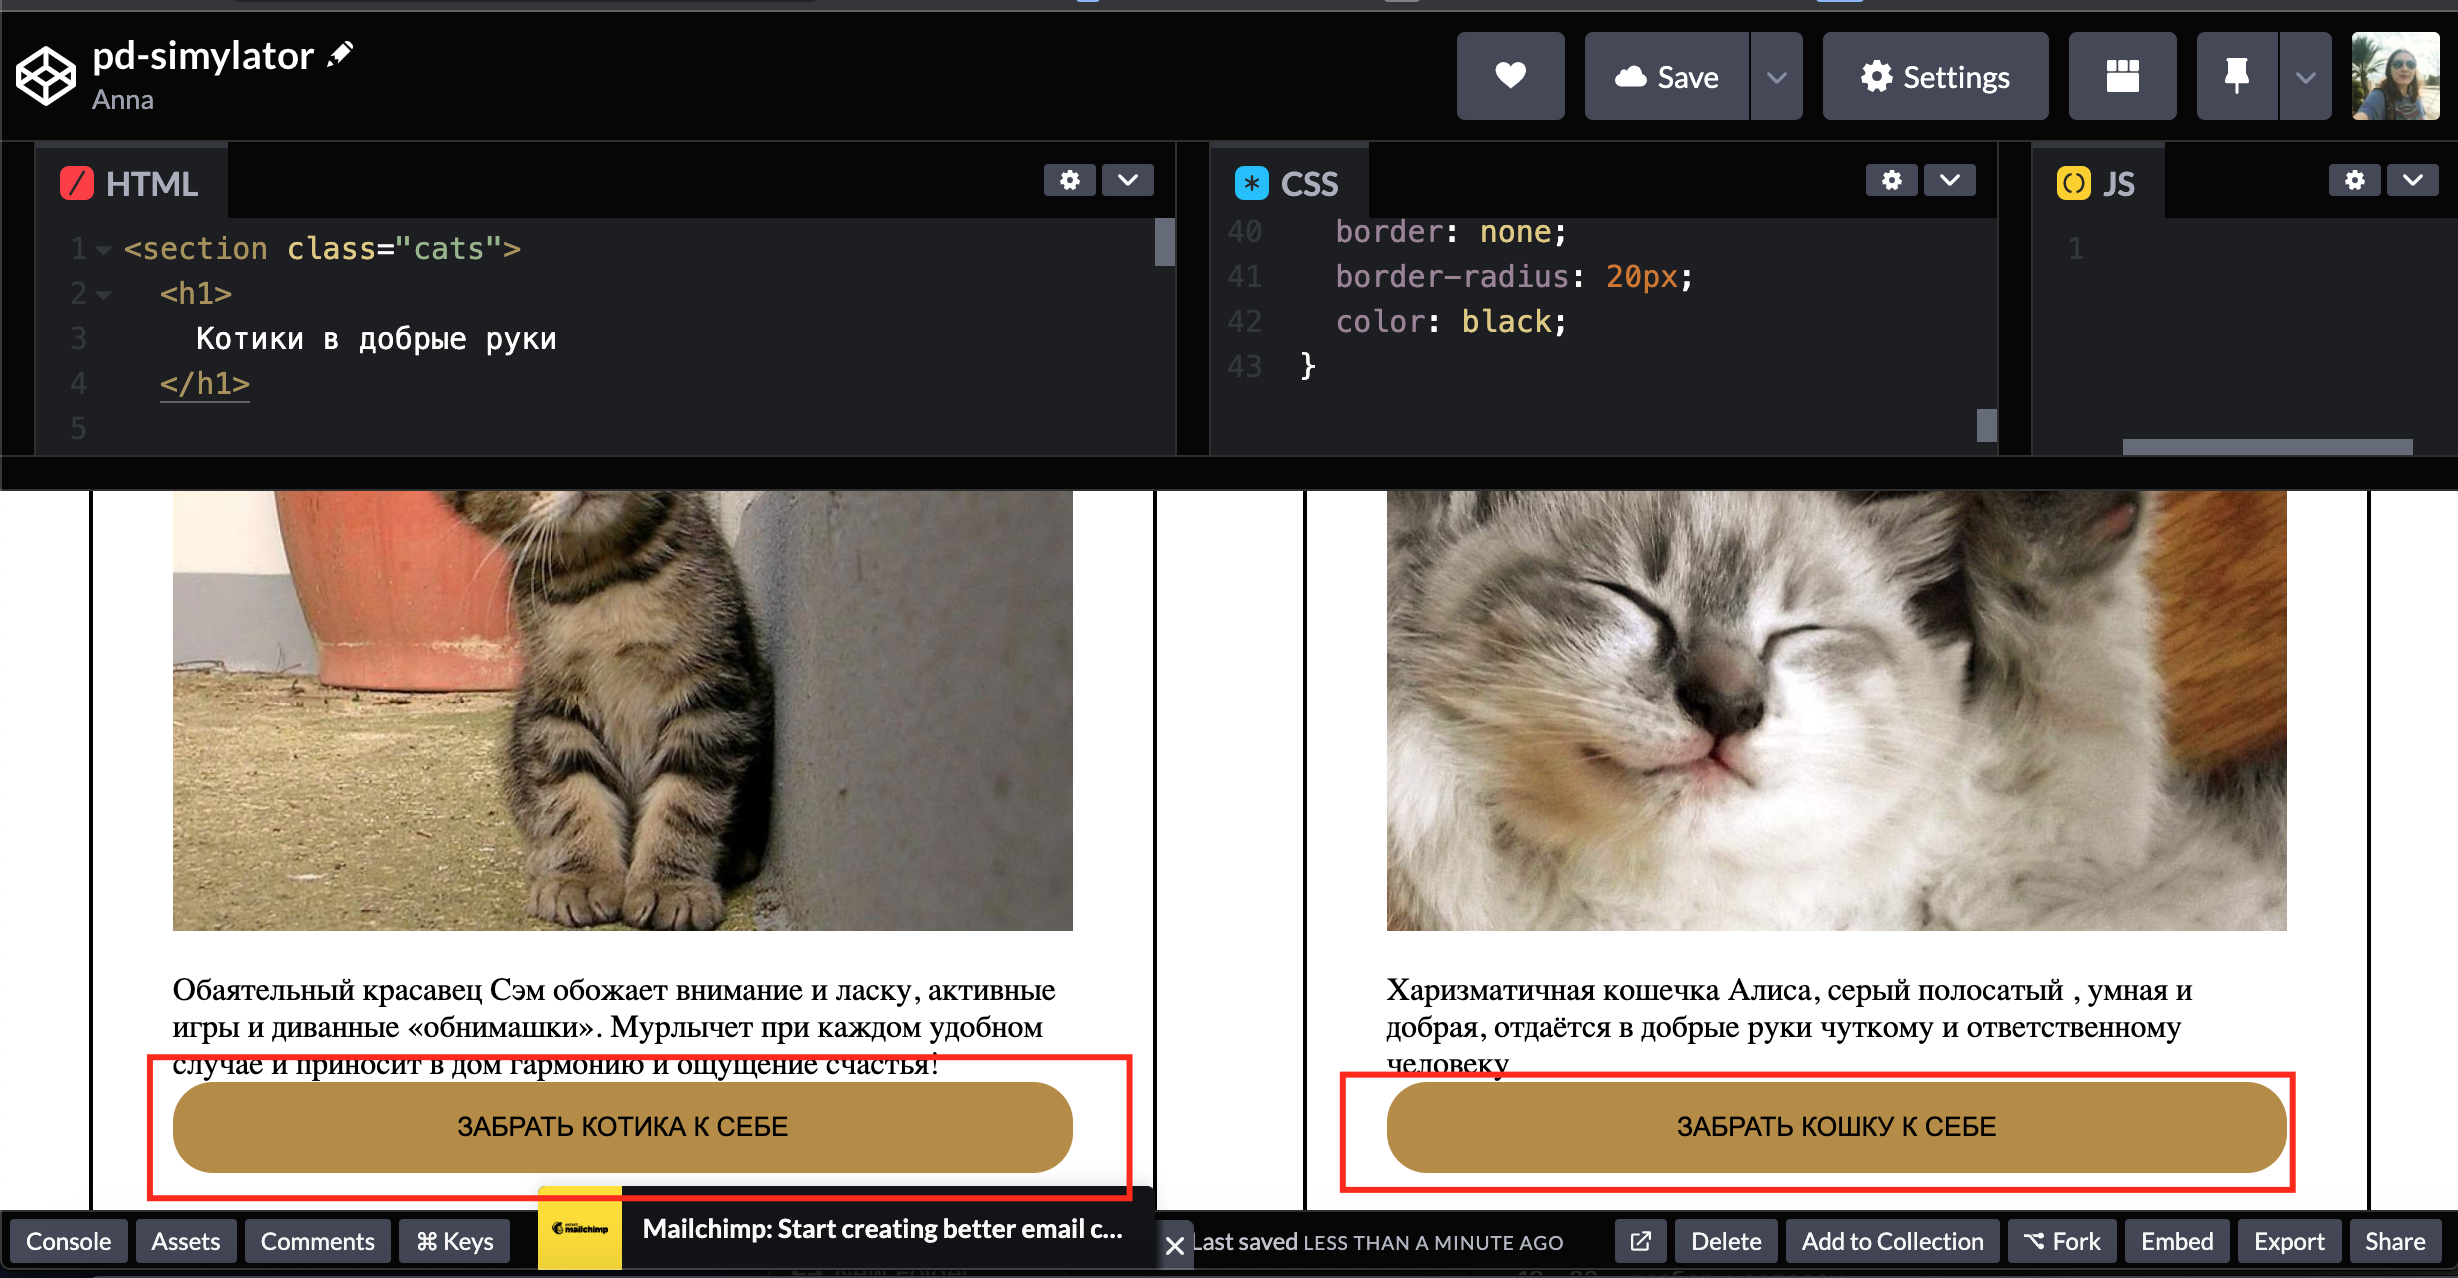 pd-simylator
Anna
Save
Settings
HTML
CSS
JS
1 <section class="cats">
2 <h1>
3 Котики в добрые руки
4 </h1>
5
40 border: none;
41 border-radius: 20px;
42 color: black;
43 }
1
Обаятельный красавец Сэм обожает внимание и ласку, активные
игры и диванные «обнимашки». Мурлычет при каждом удобном
случае и приносит в дом гармонию и ощущение счастья!
ЗАБРАТЬ КОТИКА К СЕБЕ
Харизматичная кошечка Алиса, серый полосатый , умная и
добрая, отдаётся в добрые руки чуткому и ответственному
человеку
ЗАБРАТЬ КОШКУ К СЕБЕ
Console
Assets
Comments
⌘ Keys
mailchimp
Mailchimp: Start creating better email c...
Last saved LESS THAN A MINUTE AGO
Delete
Add to Collection
Fork
Embed
Export
Share